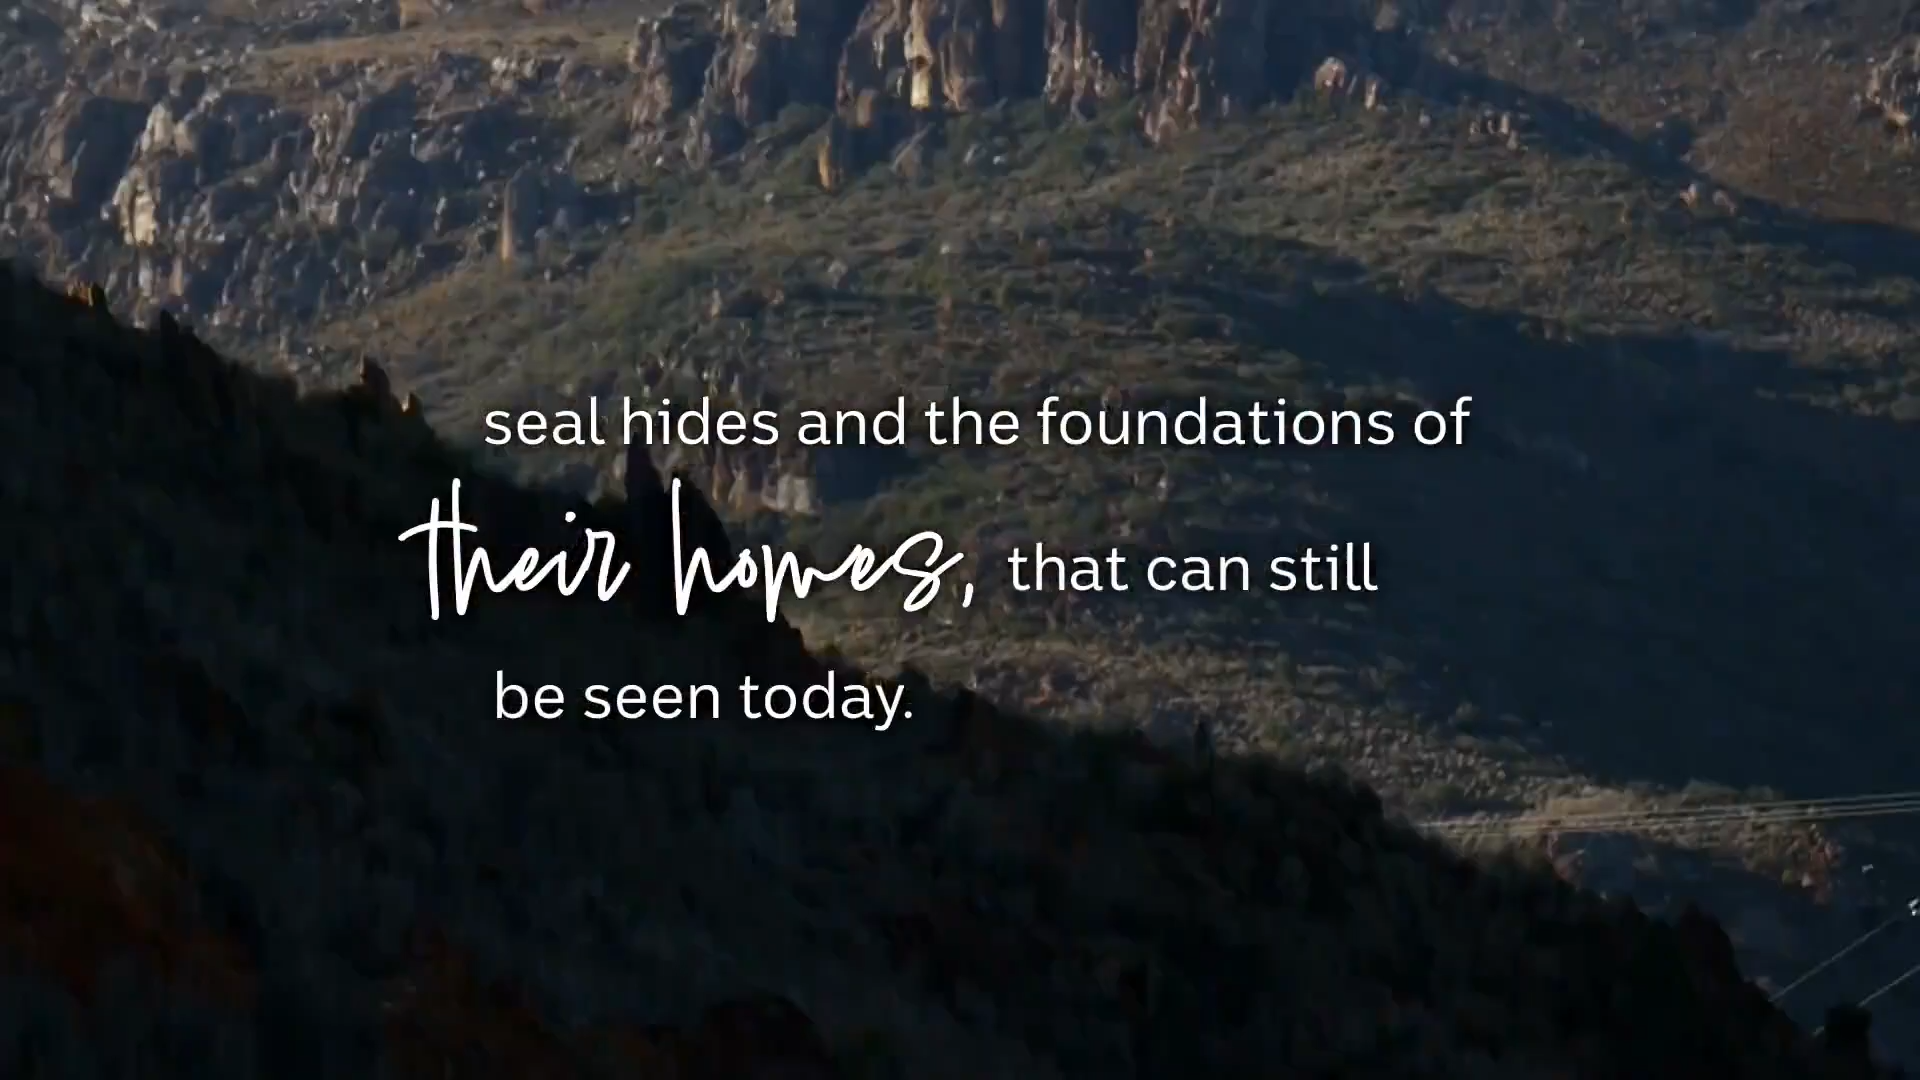 seal hides and the foundations of
their homes, that can still
be seen today.